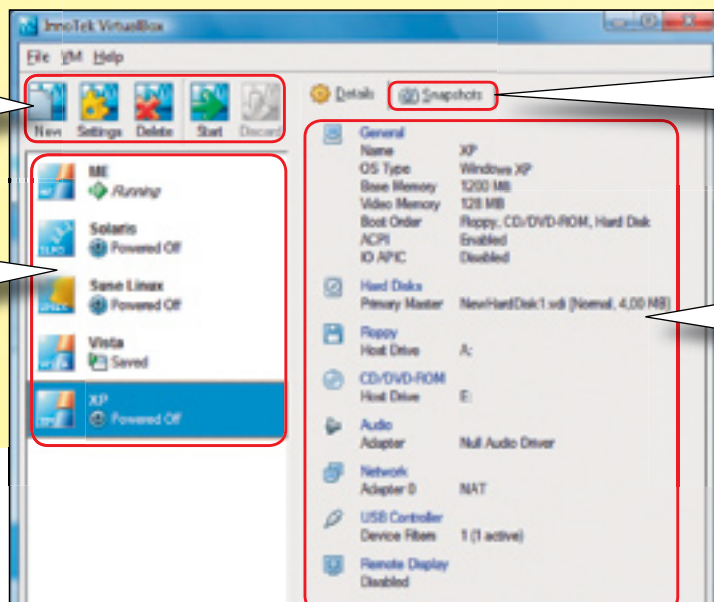 InnoTek VirtualBox
File VM Help
New Settings Delete Start Discard
Details Snapshots
ME
Running
Solaris
Powered Off
Suse Linux
Powered Off
Vista
Saved
XP
Powered Off
General
Name XP
OS Type Windows XP
Base Memory 1200 MB
Video Memory 128 MB
Boot Order Floppy, CD/DVD-ROM, Hard Disk
ACPI Enabled
IO APIC Disabled
Hard Disks
Primary Master NewHardDisk1.vdi [Normal, 4,00 MB]
Floppy
Host Drive A:
CD/DVD-ROM
Host Drive E:
Audio
Adapter Null Audio Driver
Network
Adapter 0 NAT
USB Controller
Device Filters 1 (1 active)
Remote Display
Disabled